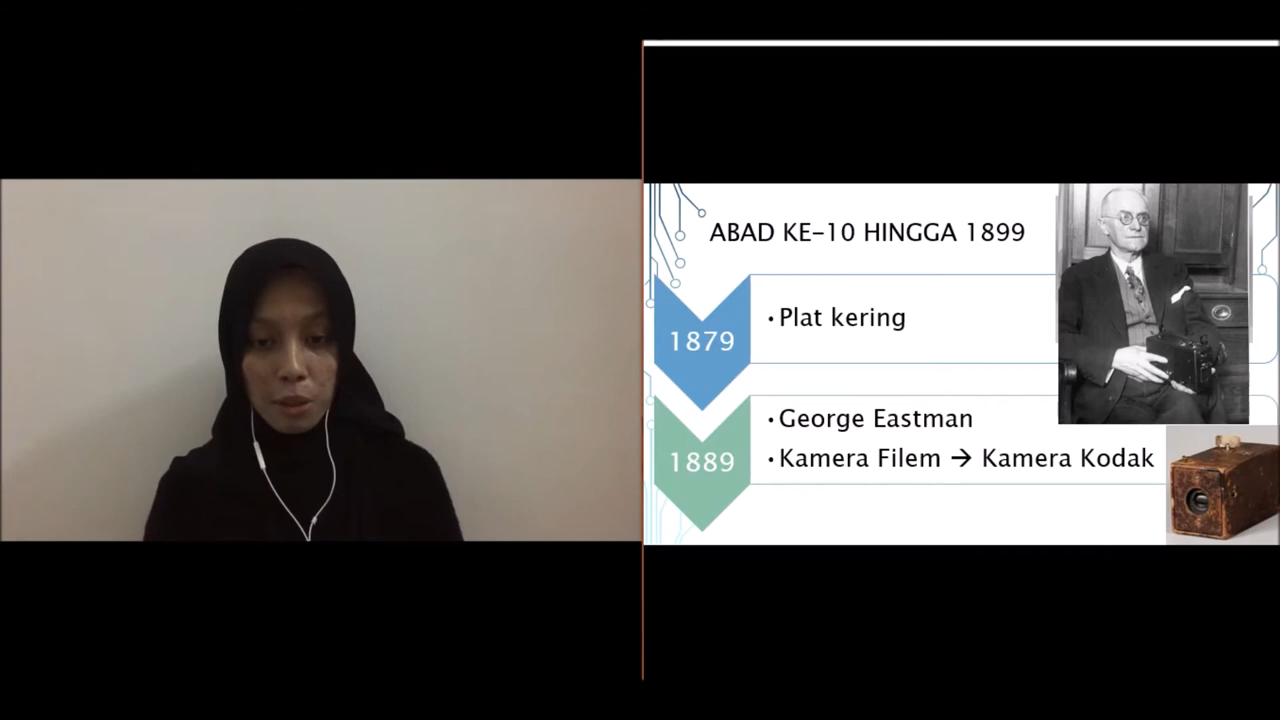 ABAD KE-10 HINGGA 1899
1879
•Plat kering
1889
•George Eastman
•Kamera Filem → Kamera Kodak